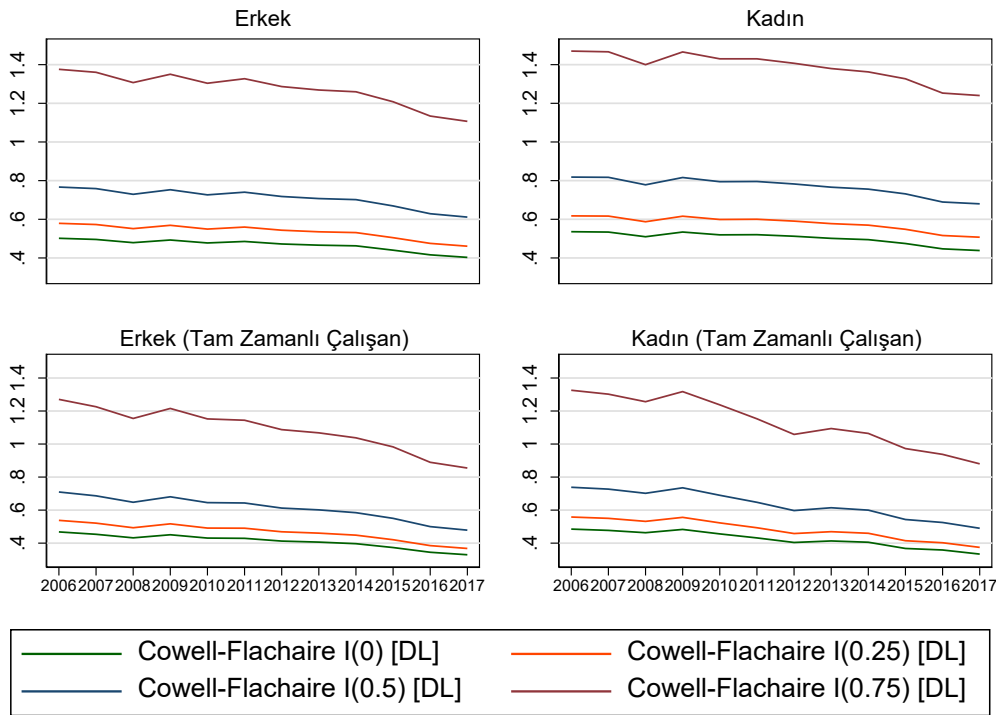 Erkek
Kadın
1.4
1.2
1
.8
.6
.4
1.4
1.2
1
.8
.6
.4
Erkek (Tam Zamanlı Çalışan)
Kadın (Tam Zamanlı Çalışan)
1.4
1.2
1
.8
.6
.4
1.4
1.2
1
.8
.6
.4
2006 2007 2008 2009 2010 2011 2012 2013 2014 2015 2016 2017
2006 2007 2008 2009 2010 2011 2012 2013 2014 2015 2016 2017
Cowell-Flachaire I(0) [DL]
Cowell-Flachaire I(0.25) [DL]
Cowell-Flachaire I(0.5) [DL]
Cowell-Flachaire I(0.75) [DL]